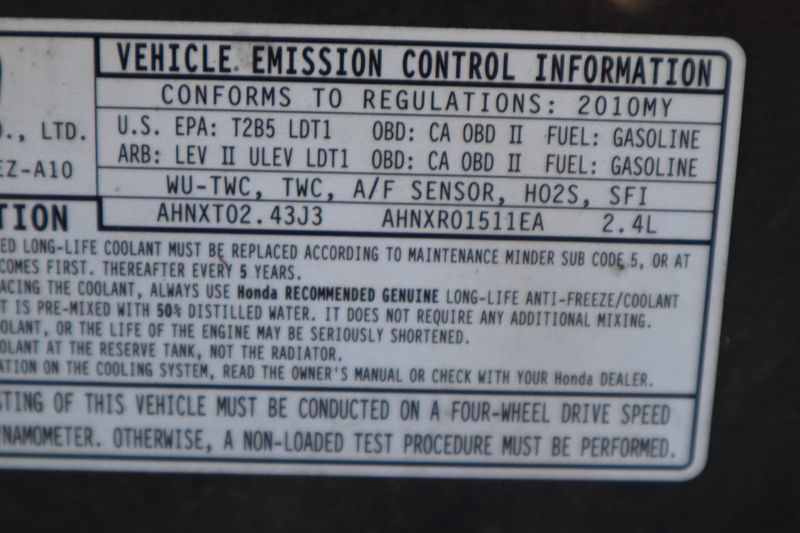 VEHICLE EMISSION CONTROL INFORMATION
CONFORMS TO REGULATIONS: 2010MY
., LTD.
U.S. EPA: T2B5 LDT1 OBD: CA OBD II FUEL: GASOLINE
ARB: LEV II ULEV LDT1 OBD: CA OBD II FUEL: GASOLINE
EZ-A10
WU-TWC, TWC, A/F SENSOR, HO2S, SFI
TION
AHNXT02.43J3 AHNXR01511EA 2.4L
ED LONG-LIFE COOLANT MUST BE REPLACED ACCORDING TO MAINTENANCE MINDER SUB CODE 5, OR AT
COMES FIRST. THEREAFTER EVERY 5 YEARS.
ACING THE COOLANT, ALWAYS USE Honda RECOMMENDED GENUINE LONG-LIFE ANTI-FREEZE/COOLANT
T IS PRE-MIXED WITH 50% DISTILLED WATER. IT DOES NOT REQUIRE ANY ADDITIONAL MIXING.
OOLANT, OR THE LIFE OF THE ENGINE MAY BE SERIOUSLY SHORTENED.
OLANT AT THE RESERVE TANK, NOT THE RADIATOR.
ATION ON THE COOLING SYSTEM, READ THE OWNER'S MANUAL OR CHECK WITH YOUR Honda DEALER.
STING OF THIS VEHICLE MUST BE CONDUCTED ON A FOUR-WHEEL DRIVE SPEED
YNAMOMETER. OTHERWISE, A NON-LOADED TEST PROCEDURE MUST BE PERFORMED.